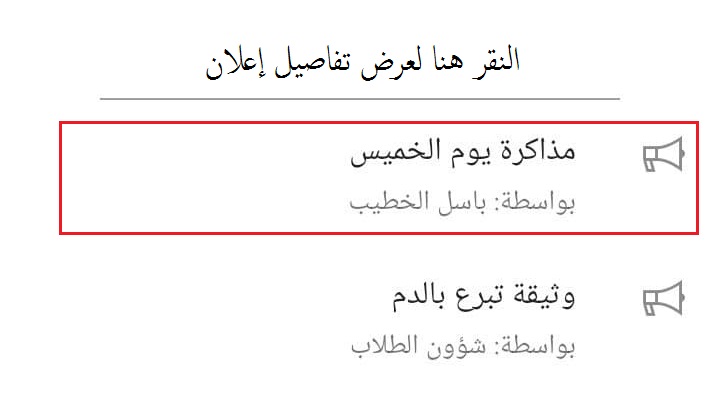 النقر هنا لعرض تفاصيل إعلان
مذاكرة يوم الخميس
بواسطة: باسل الخطيب
وثيقة تبرع بالدم
بواسطة: شؤون الطلاب